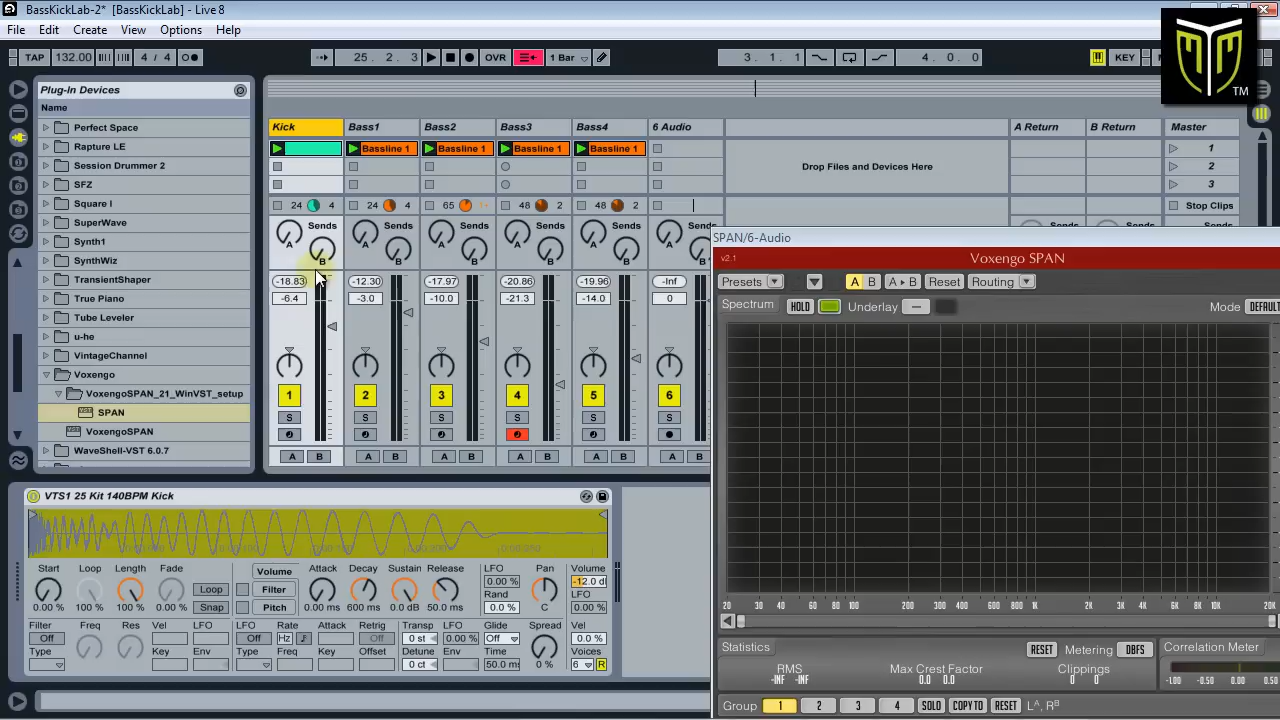 BassKickLab-2* [BassKickLab] - Live 8
File Edit Create View Options Help
TAP 132.00 4 / 4 25. 2. 3 OVR 1 Bar 3. 1. 1 4. 0. 0 KEY
TM
Plug-In Devices
Name
Perfect Space
Rapture LE
Session Drummer 2
SFZ
Square I
SuperWave
Synth1
SynthWiz
TransientShaper
True Piano
Tube Leveler
u-he
VintageChannel
Voxengo
VoxengoSPAN_21_WinVST_setup
SPAN
VoxengoSPAN
WaveShell-VST 6.0.7
Kick Bass1 Bass2 Bass3 Bass4 6 Audio A Return B Return Master
Bassline 1 Bassline 1 Bassline 1 Bassline 1 1
Drop Files and Devices Here 2
3
24 4 24 4 65 1+ 48 2 48 2 Stop Clips
Sends Sends Sends Sends Sends Sends Sends Sends
A B A B A B A B A B A
-18.83 -12.30 -17.97 -20.86 -19.96 -Inf
-6.4 -3.0 -10.0 -21.3 -14.0 0
1 2 3 4 5 6
S S S S S S
A B A B A B A B A B A B
SPAN/6-Audio
v2.1 Voxengo SPAN
Presets A B A B Reset Routing
Spectrum HOLD Underlay Mode DEFAULT
20 30 40 60 80 100 200 300 400 600 800 1K 2K 3K 4K 6K 8K 10K 20K
Statistics RESET Metering DBFS Correlation Meter
RMS Max Crest Factor Clippings
-INF -INF 0.0 0.0 0 0
-1.00 -0.50 0.00 0.50
Group 1 2 3 4 SOLO COPY TO RESET L^A, R^B
VTS1 25 Kit 140BPM Kick
Start Loop Length Fade Volume Attack Decay Sustain Release LFO Pan Volume
Loop Filter 0.00 % -12.0 dB
Snap Pitch Rand LFO
0.00 % 100 % 100 % 0.00 ms 600 ms 0.0 dB 50.0 ms 0.0 % C 0.00 %
Filter Freq Res Vel LFO LFO Rate Attack Retrig Transp LFO Glide Spread Vel
Off Off Hz Off 0 st 0.00 % Off 0.0 %
Type Key Env Type Freq Offset Detune Env Time Voices
0 ct 50.0 ms 0 % 6 R